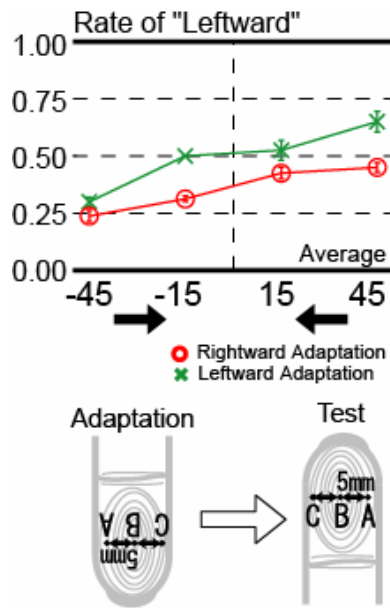 Rate of "Leftward"
1.00
0.75
0.50
0.25
0.00
Average
-45 -15 15 45
Rightward Adaptation
Leftward Adaptation
Adaptation
Test
A B C
5mm
5mm
C B A